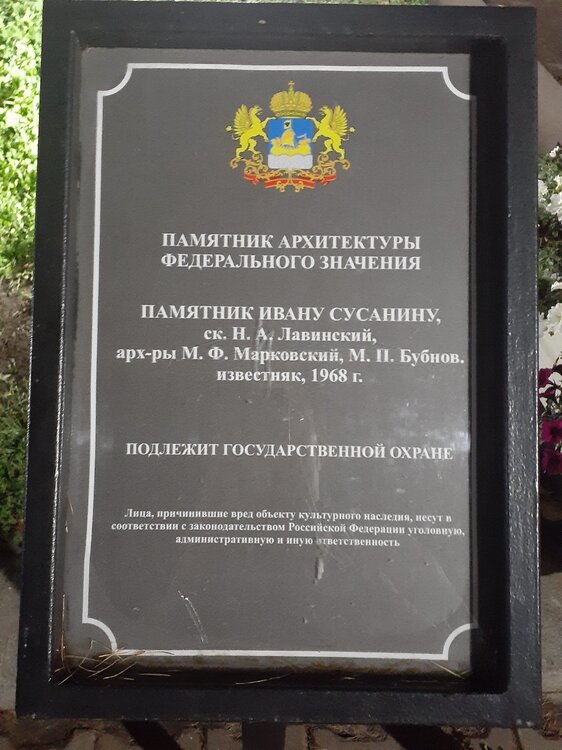 ПАМЯТНИК АРХИТЕКТУРЫ
ФЕДЕРАЛЬНОГО ЗНАЧЕНИЯ
ПАМЯТНИК ИВАНУ СУСАНИНУ,
ск. Н. А. Лавинский,
арх-ры М. Ф. Марковский, М. П. Бубнов.
известняк, 1968 г.
ПОДЛЕЖИТ ГОСУДАРСТВЕННОЙ ОХРАНЕ
Лица, причинившие вред объекту культурного наследия, несут в
соответствии с законодательством Российской Федерации уголовную,
административную и иную ответственность